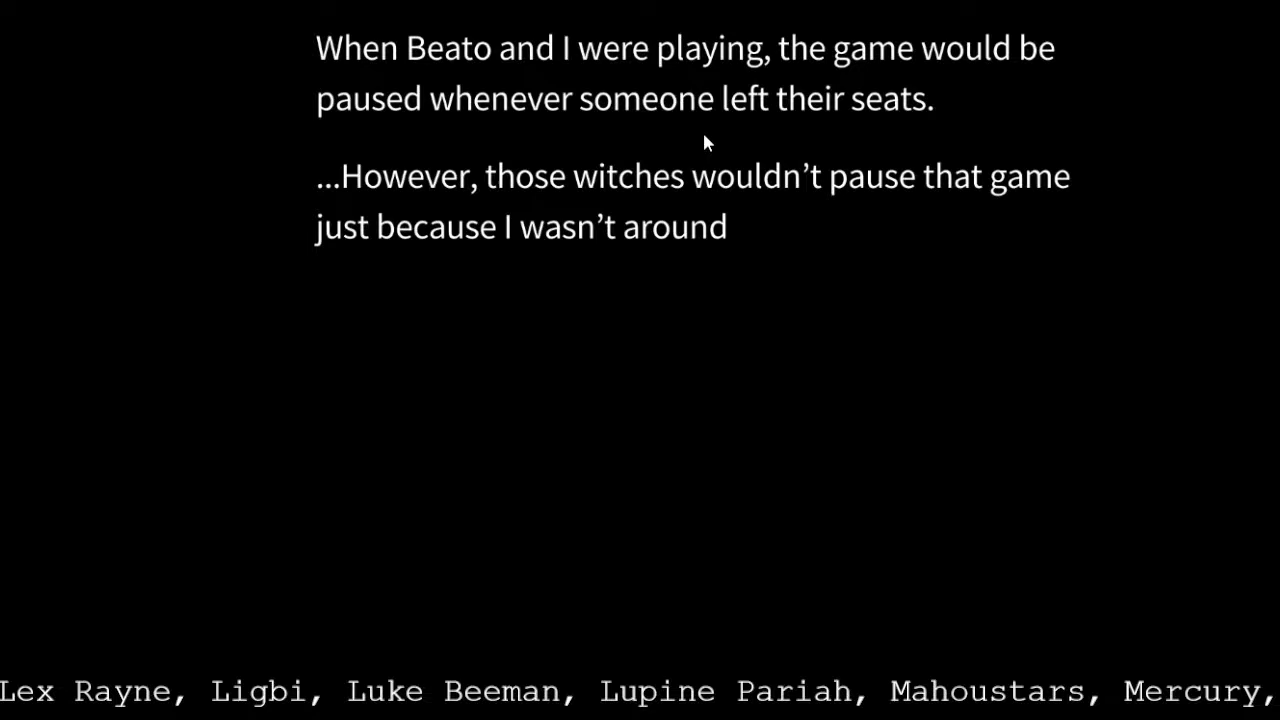 When Beato and I were playing, the game would be
paused whenever someone left their seats.
...However, those witches wouldn’t pause that game
just because I wasn’t around
Lex Rayne, Ligbi, Luke Beeman, Lupine Pariah, Mahoustars, Mercury,